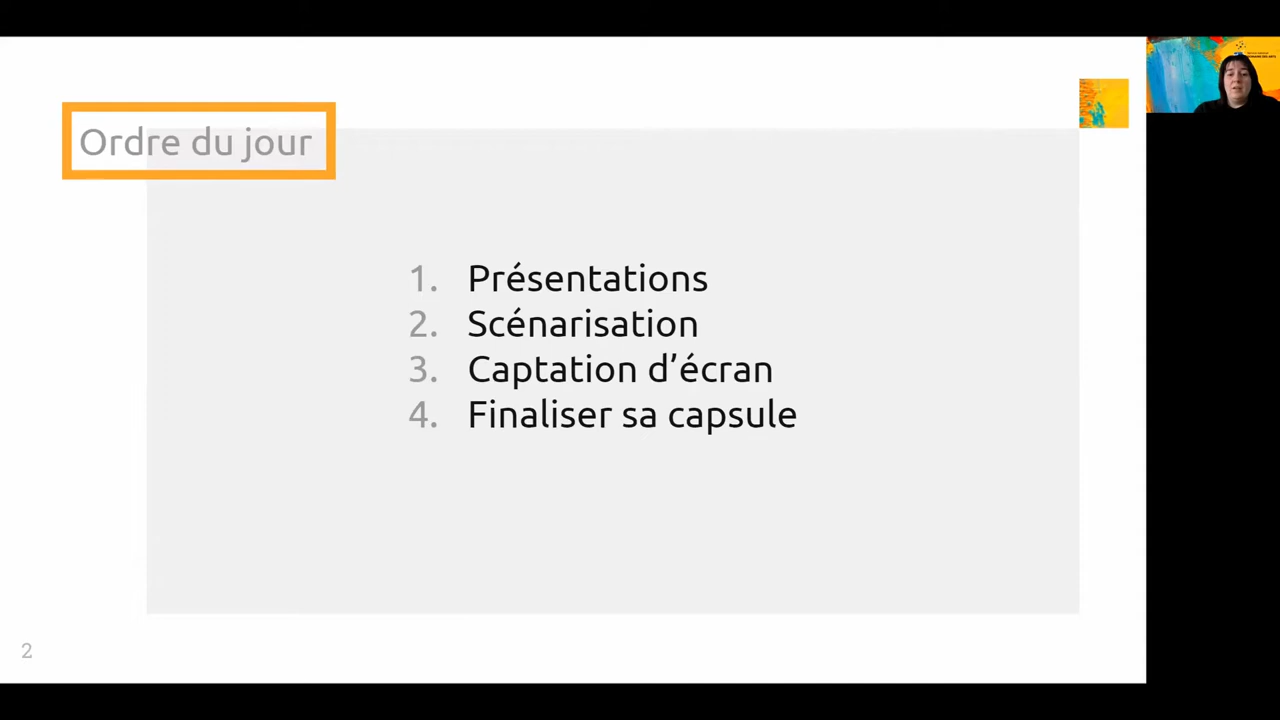 Ordre du jour
1. Présentations
2. Scénarisation
3. Captation d’écran
4. Finaliser sa capsule
2